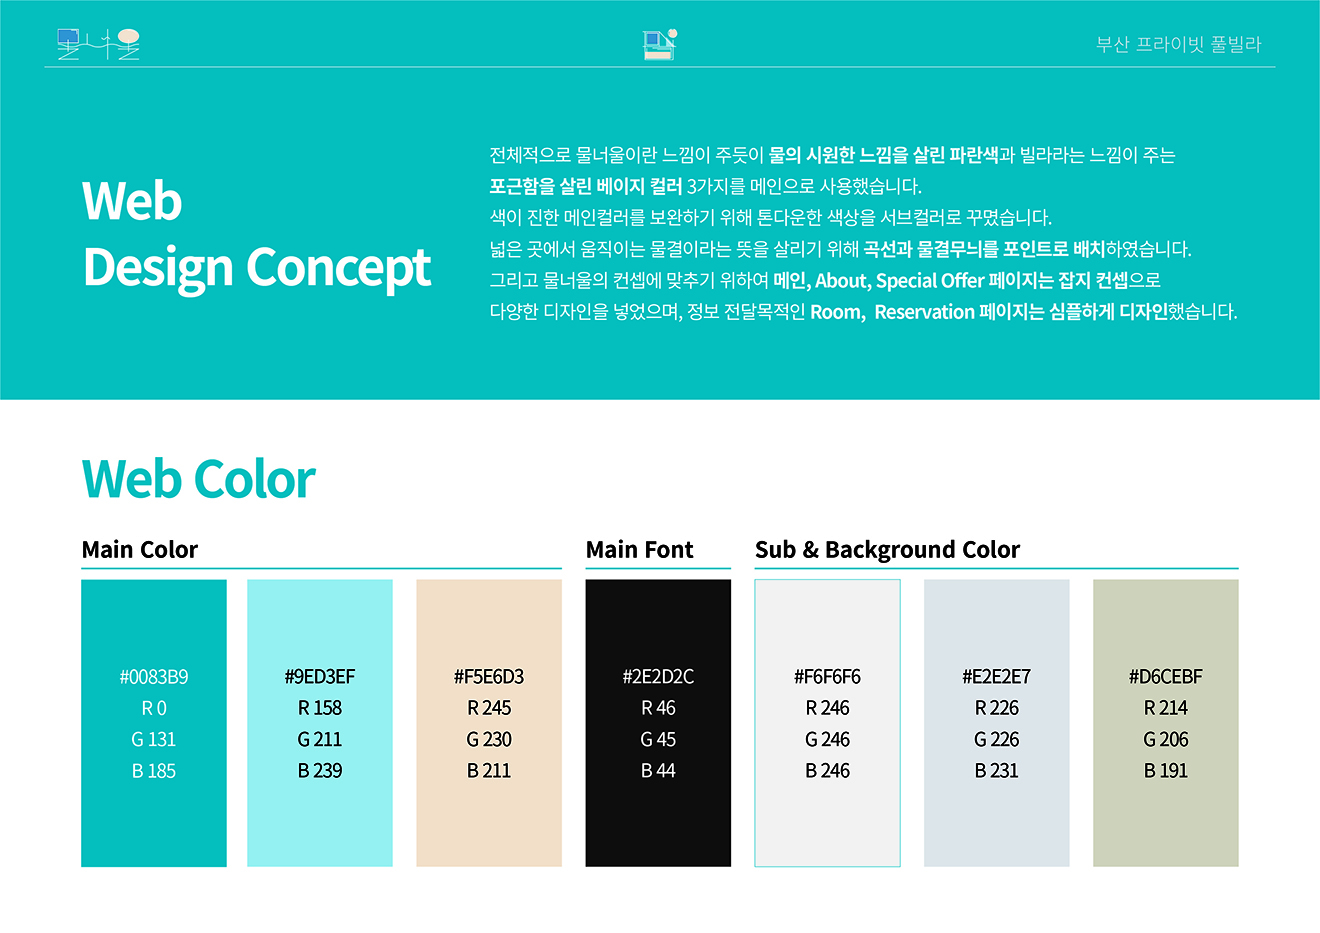 물너울
부산 프라이빗 풀빌라
Web
Design Concept
전체적으로 물너울이란 느낌이 주듯이 물의 시원한 느낌을 살린 파란색과 빌라라는 느낌이 주는
포근함을 살린 베이지 컬러 3가지를 메인으로 사용했습니다.
색이 진한 메인컬러를 보완하기 위해 톤다운한 색상을 서브컬러로 꾸몄습니다.
넓은 곳에서 움직이는 물결이라는 뜻을 살리기 위해 곡선과 물결무늬를 포인트로 배치하였습니다.
그리고 물너울의 컨셉에 맞추기 위하여 메인, About, Special Offer 페이지는 잡지 컨셉으로
다양한 디자인을 넣었으며, 정보 전달목적인 Room, Reservation 페이지는 심플하게 디자인했습니다.
Web Color
Main Color
Main Font
Sub & Background Color
#0083B9
R 0
G 131
B 185
#9ED3EF
R 158
G 211
B 239
#F5E6D3
R 245
G 230
B 211
#2E2D2C
R 46
G 45
B 44
#F6F6F6
R 246
G 246
B 246
#E2E2E7
R 226
G 226
B 231
#D6CEBF
R 214
G 206
B 191